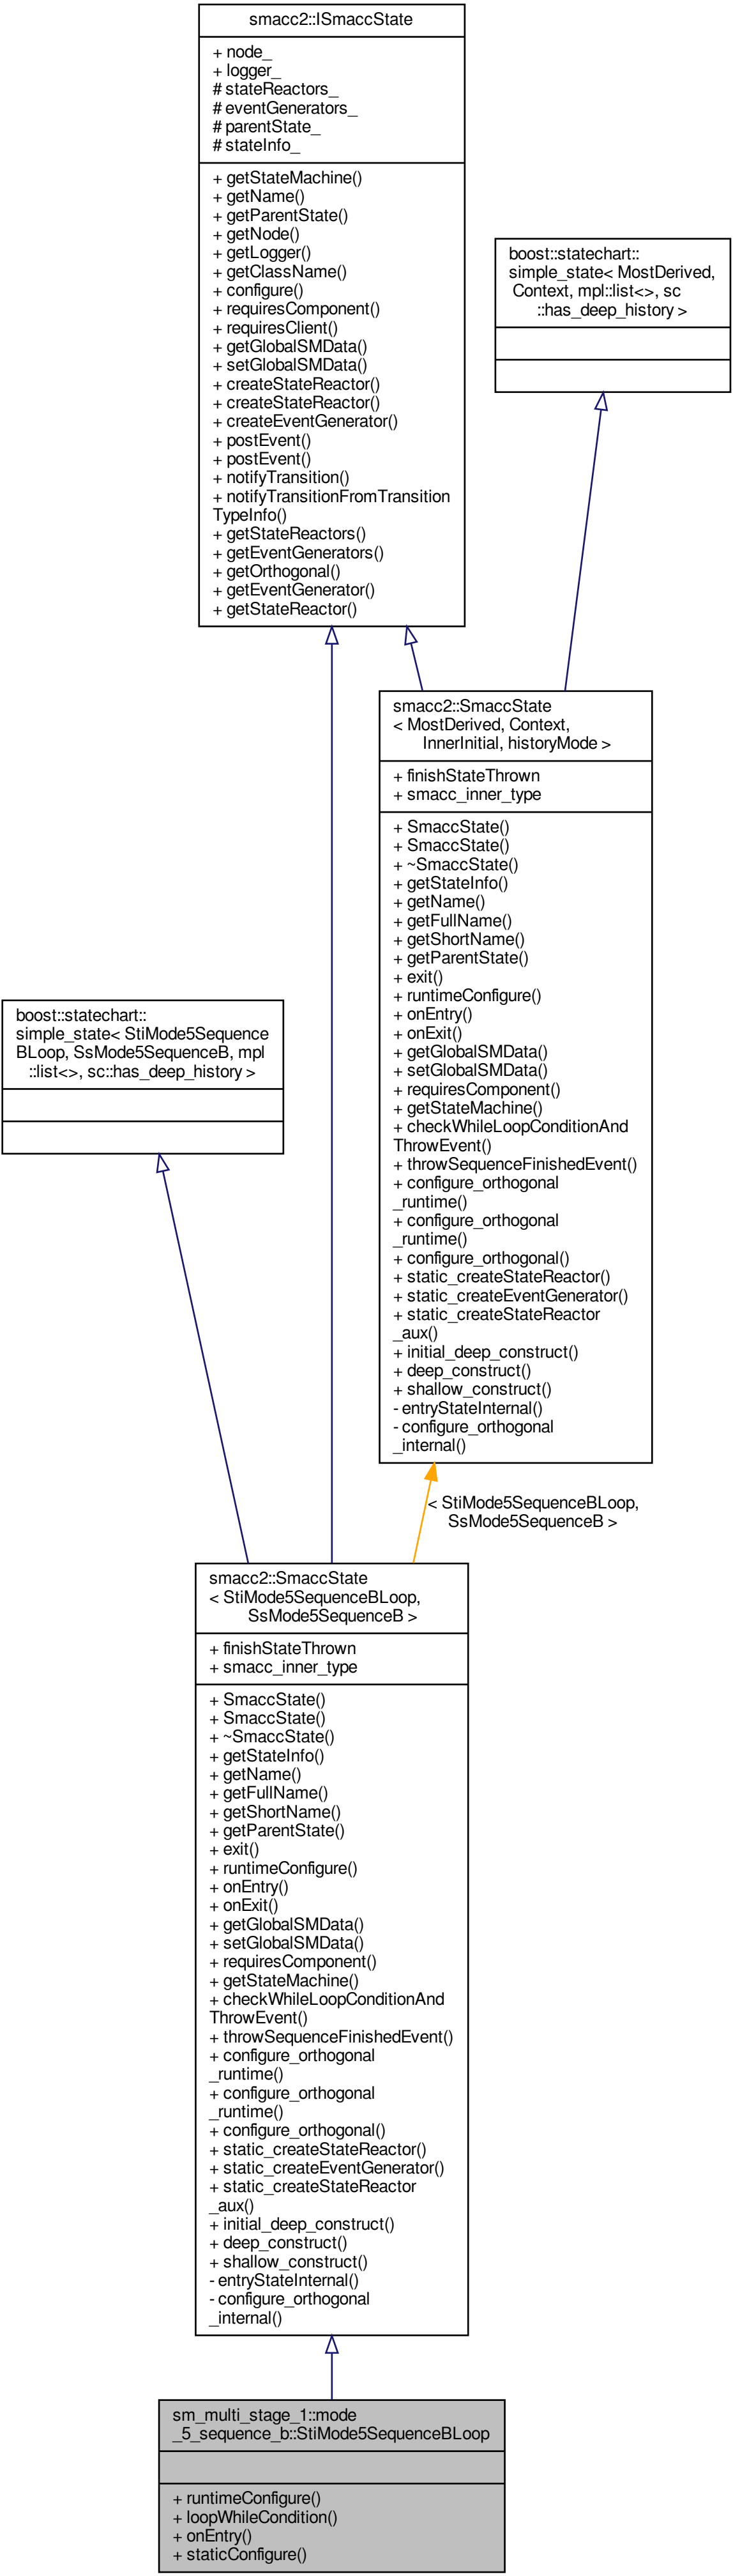 smacc2::ISmaccState
+ node_
+ logger_
# stateReactors_
# eventGenerators_
# parentState_
# stateInfo_
+ getStateMachine()
+ getName()
+ getParentState()
+ getNode()
+ getLogger()
+ getClassName()
+ configure()
+ requiresComponent()
+ requiresClient()
+ getGlobalSMData()
+ setGlobalSMData()
+ createStateReactor()
+ createStateReactor()
+ createEventGenerator()
+ postEvent()
+ postEvent()
+ notifyTransition()
+ notifyTransitionFromTransition
TypeInfo()
+ getStateReactors()
+ getEventGenerators()
+ getOrthogonal()
+ getEventGenerator()
+ getStateReactor()
boost::statechart::
simple_state< MostDerived,
Context, mpl::list<>, sc
::has_deep_history >
smacc2::SmaccState
< MostDerived, Context,
InnerInitial, historyMode >
+ finishStateThrown
+ smacc_inner_type
+ SmaccState()
+ SmaccState()
+ ~SmaccState()
+ getStateInfo()
+ getName()
+ getFullName()
+ getShortName()
+ getParentState()
+ exit()
+ runtimeConfigure()
+ onEntry()
+ onExit()
+ getGlobalSMData()
+ setGlobalSMData()
+ requiresComponent()
+ getStateMachine()
+ checkWhileLoopConditionAnd
ThrowEvent()
+ throwSequenceFinishedEvent()
+ configure_orthogonal
_runtime()
+ configure_orthogonal
_runtime()
+ configure_orthogonal()
+ static_createStateReactor()
+ static_createEventGenerator()
+ static_createStateReactor
_aux()
+ initial_deep_construct()
+ deep_construct()
+ shallow_construct()
- entryStateInternal()
- configure_orthogonal
_internal()
boost::statechart::
simple_state< StiMode5Sequence
BLoop, SsMode5SequenceB, mpl
::list<>, sc::has_deep_history >
< StiMode5SequenceBLoop,
SsMode5SequenceB >
smacc2::SmaccState
< StiMode5SequenceBLoop,
SsMode5SequenceB >
+ finishStateThrown
+ smacc_inner_type
+ SmaccState()
+ SmaccState()
+ ~SmaccState()
+ getStateInfo()
+ getName()
+ getFullName()
+ getShortName()
+ getParentState()
+ exit()
+ runtimeConfigure()
+ onEntry()
+ onExit()
+ getGlobalSMData()
+ setGlobalSMData()
+ requiresComponent()
+ getStateMachine()
+ checkWhileLoopConditionAnd
ThrowEvent()
+ throwSequenceFinishedEvent()
+ configure_orthogonal
_runtime()
+ configure_orthogonal
_runtime()
+ configure_orthogonal()
+ static_createStateReactor()
+ static_createEventGenerator()
+ static_createStateReactor
_aux()
+ initial_deep_construct()
+ deep_construct()
+ shallow_construct()
- entryStateInternal()
- configure_orthogonal
_internal()
sm_multi_stage_1::mode
_5_sequence_b::StiMode5SequenceBLoop
+ runtimeConfigure()
+ loopWhileCondition()
+ onEntry()
+ staticConfigure()